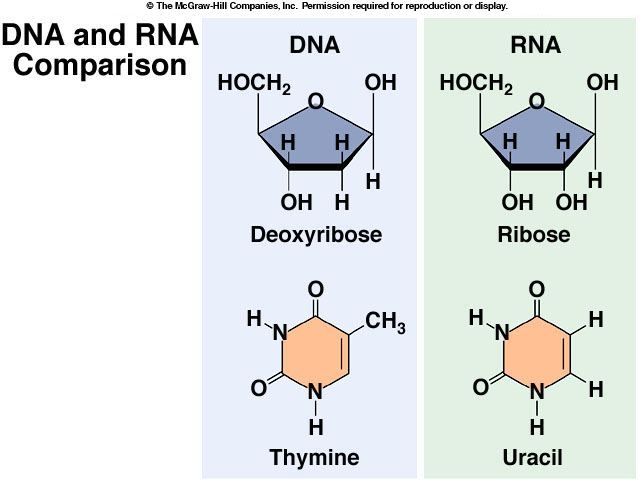 © The McGraw-Hill Companies, Inc. Permission required for reproduction or display.
DNA and RNA
Comparison
DNA
HOCH2 OH
O
H H
H
OH H
Deoxyribose
RNA
HOCH2 OH
O
H H
H
OH OH
Ribose
O
H CH3
N
O N
H
Thymine
O
H H
N
O N H
H
Uracil